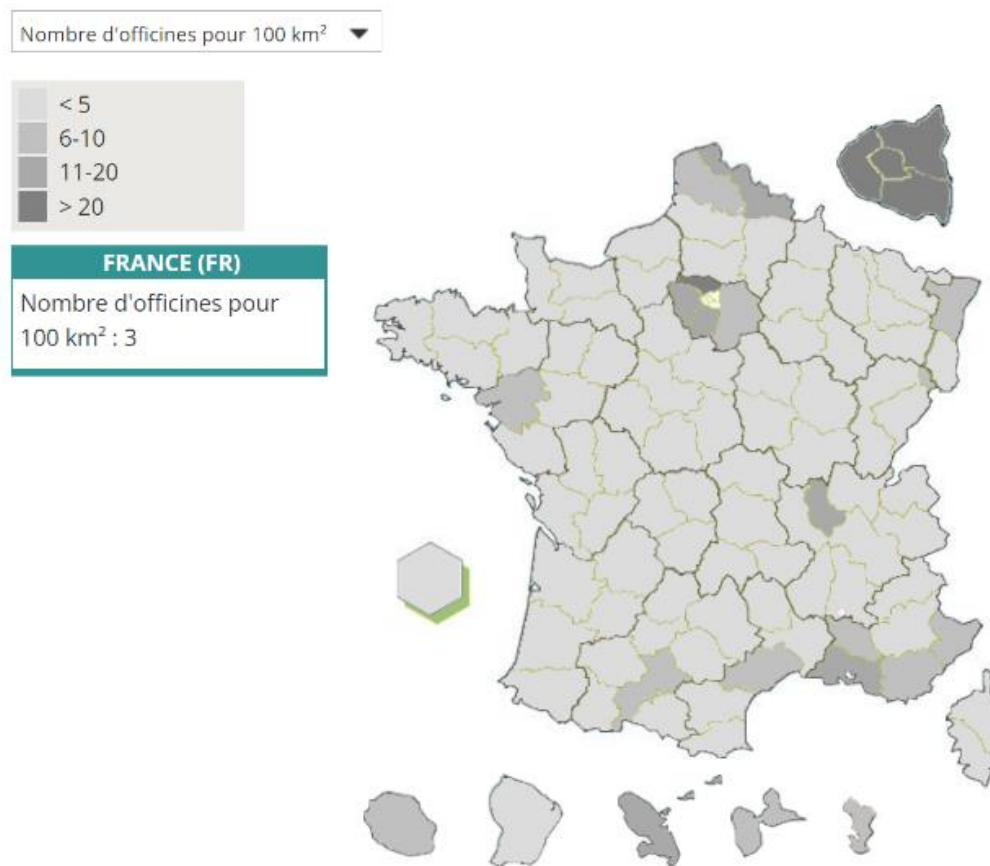 Nombre d'officines pour 100 km²
< 5
6-10
11-20
> 20
FRANCE (FR)
Nombre d'officines pour
100 km² : 3